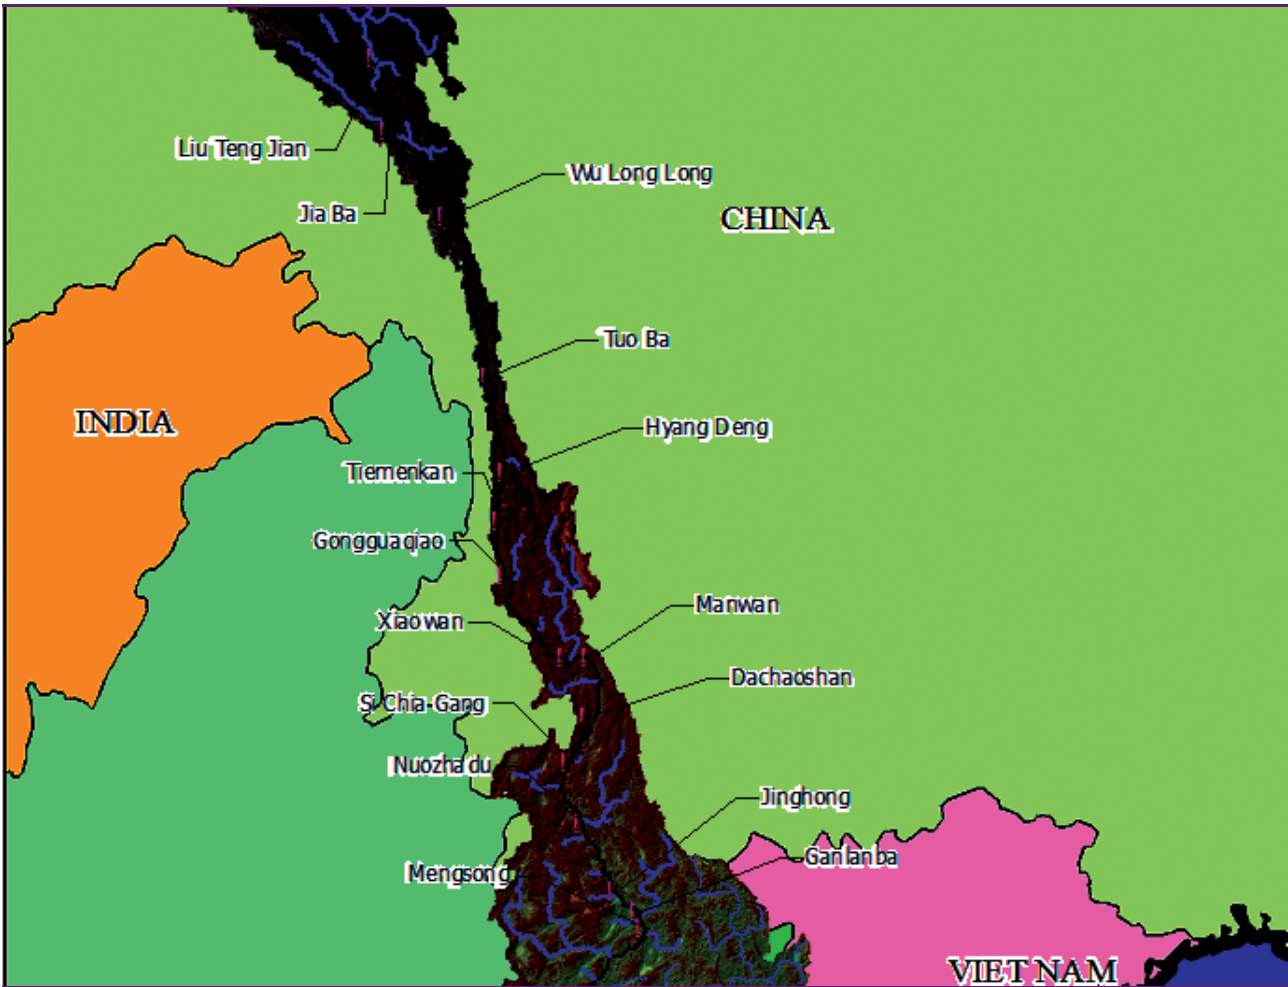 Liu Teng Jian
Wu Long Long
Jia Ba
CHINA
Tuo Ba
INDIA
Hyang Deng
Tiemenkan
Gongguaqiao
Manwan
Xiaowan
Dachaoshan
Si Chia-Gang
Nuozhadu
Jinghong
Ganlanba
Mengsong
VIET NAM